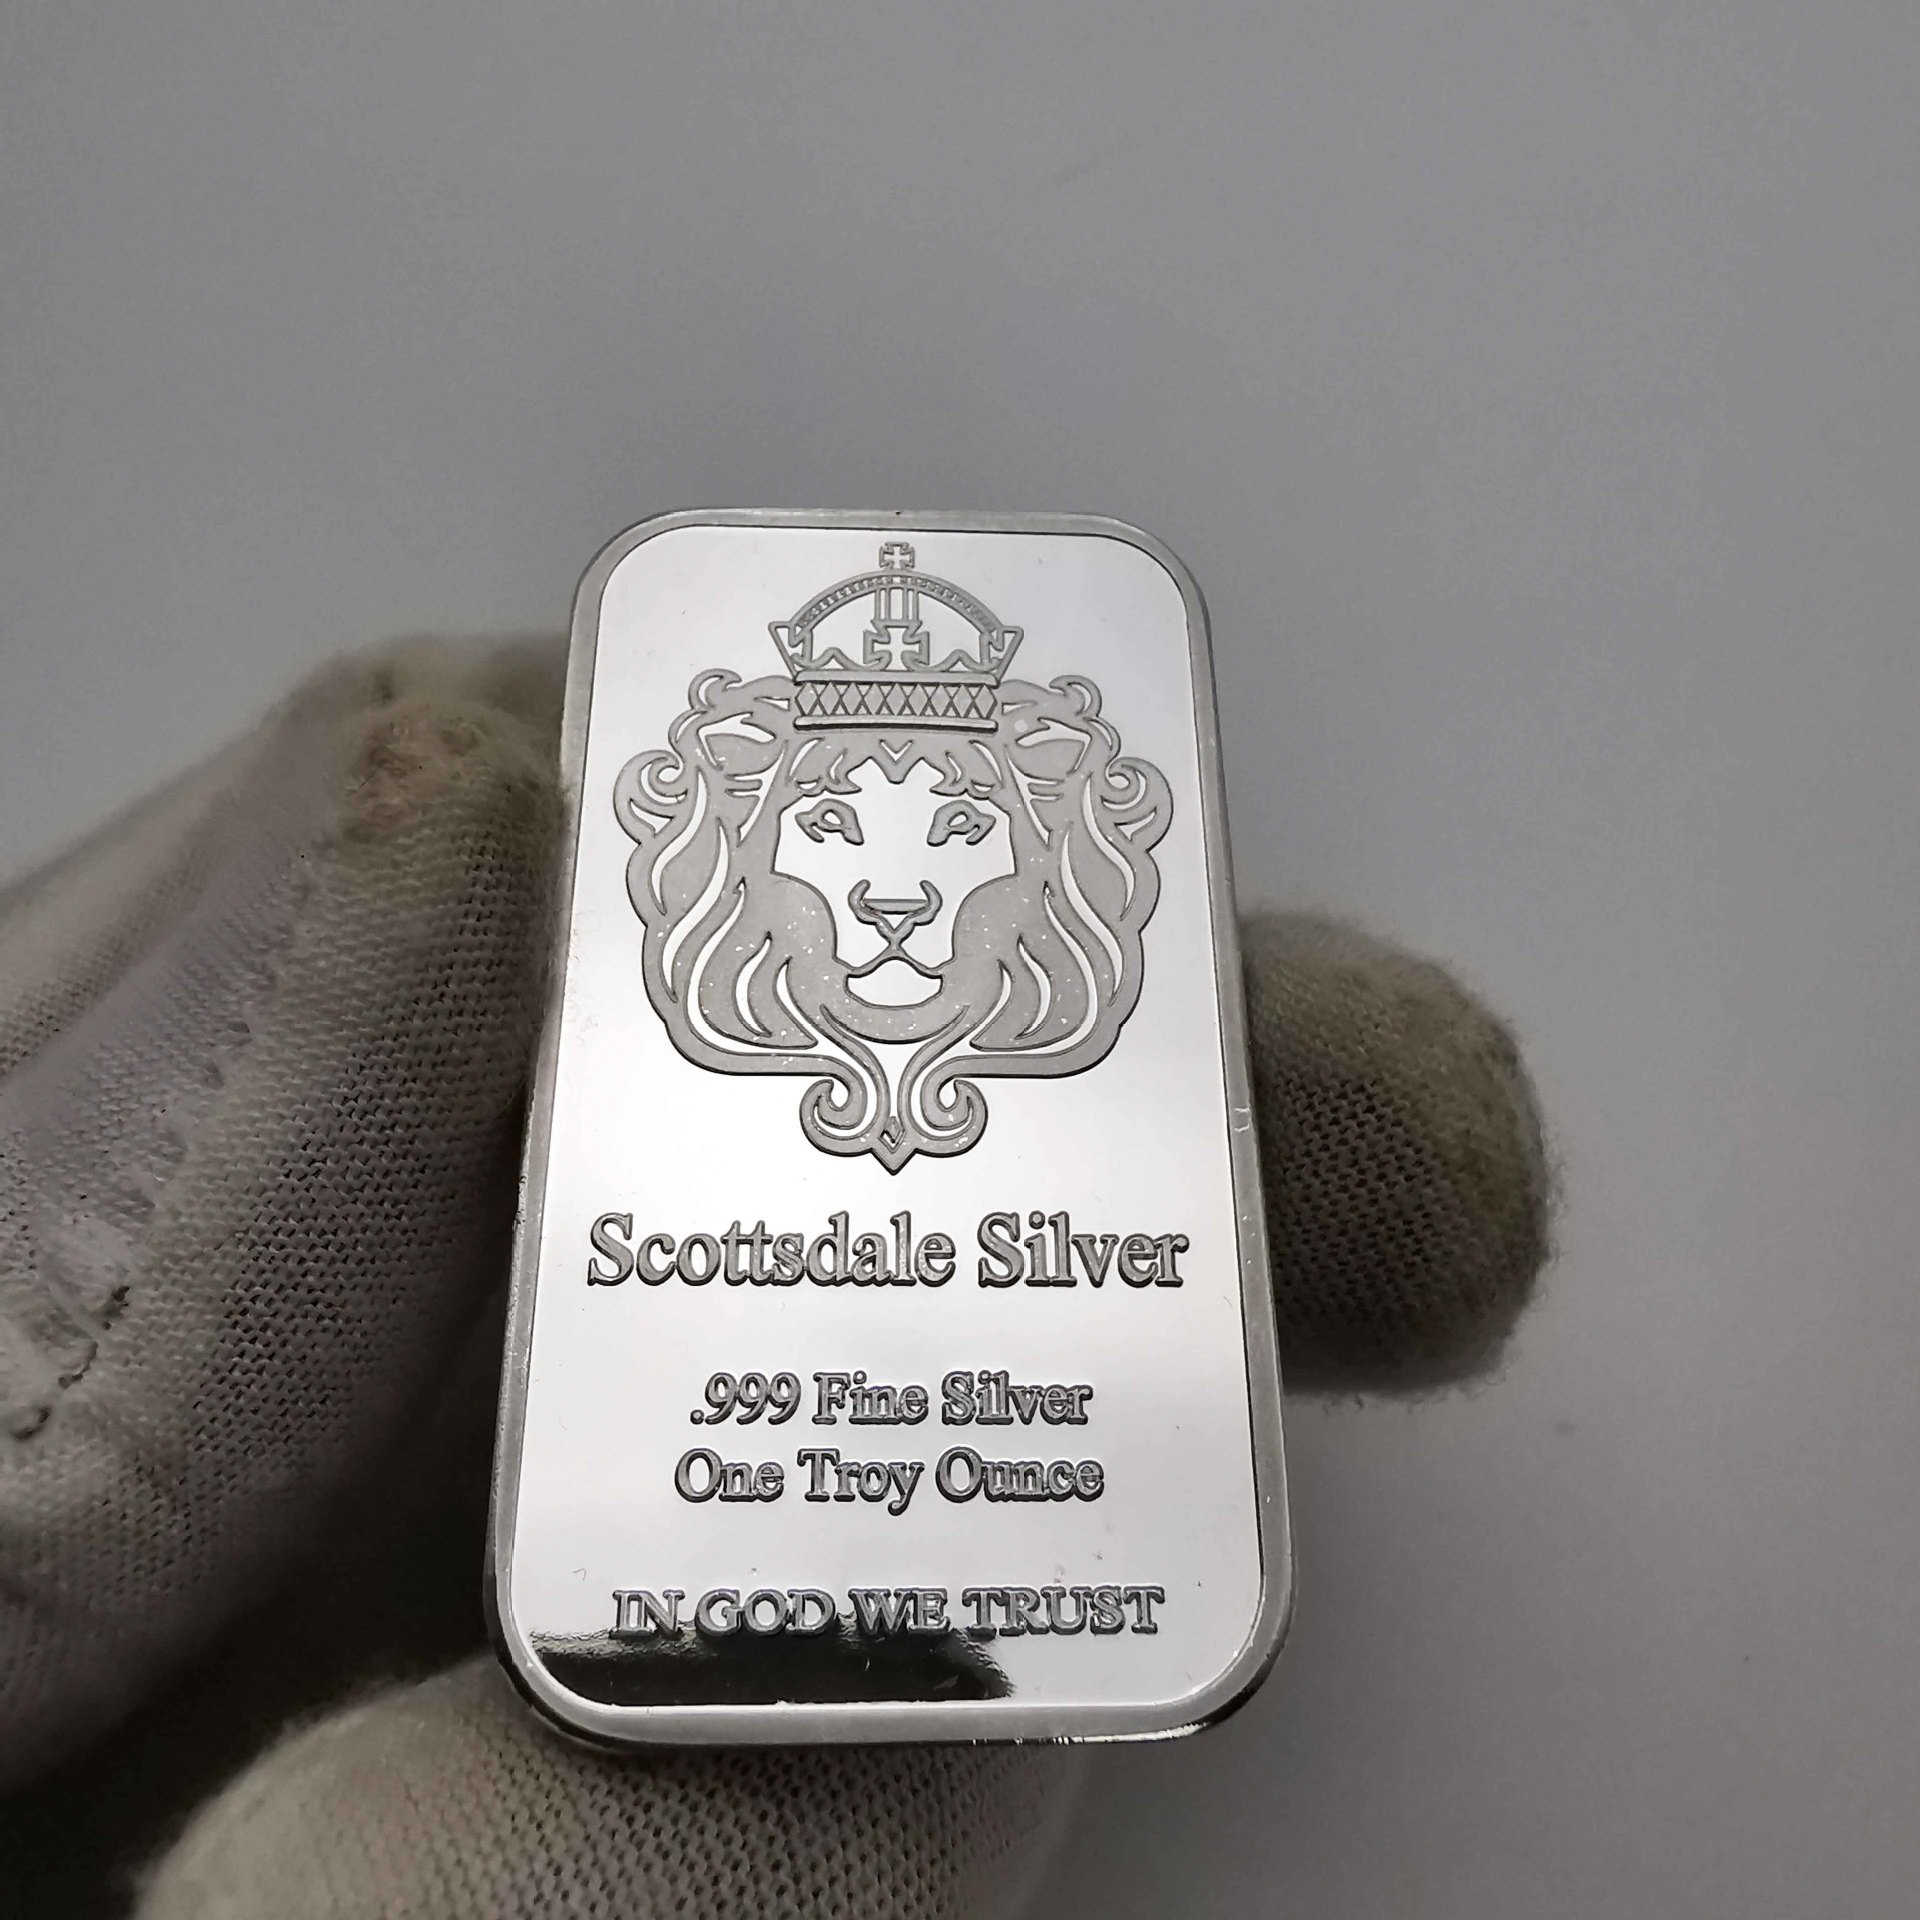 Scottsdale Silver
.999 Fine Silver
One Troy Ounce
IN GOD WE TRUST